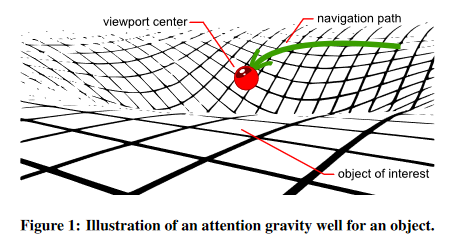 viewport center
navigation path
object of interest
Figure 1: Illustration of an attention gravity well for an object.